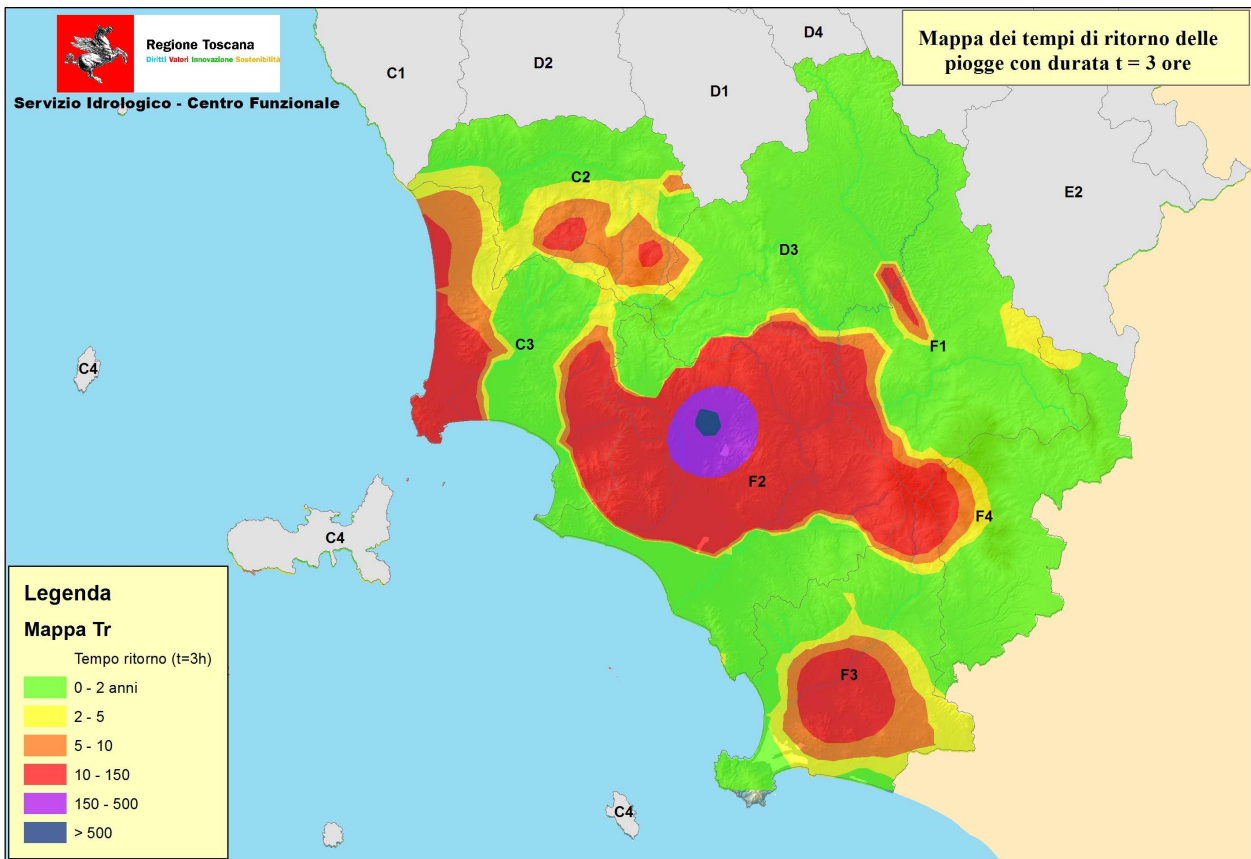 Regione Toscana
Diritti Valori Innovazione Sostenibilità
Servizio Idrologico - Centro Funzionale
Mappa dei tempi di ritorno delle
piogge con durata t = 3 ore
D4
C1
D2
D1
C2
E2
D3
C3
F1
C4
F2
F4
C4
F3
C4
Legenda
Mappa Tr
Tempo ritorno (t=3h)
0 - 2 anni
2 - 5
5 - 10
10 - 150
150 - 500
> 500